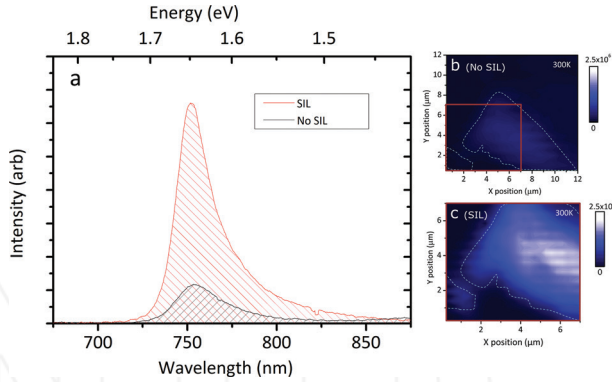 Energy (eV)
1.8 1.7 1.6 1.5
a
SIL
No SIL
Intensity (arb)
700 750 800 850
Wavelength (nm)
b (No SIL) 300K
2.5x10⁶
0
Y position (µm)
12
10
8
6
4
2
2 4 6 8 10 12
X position (µm)
c (SIL) 300K
2.5x10
0
Y position (µm)
6
4
2
2 4 6
X position (µm)